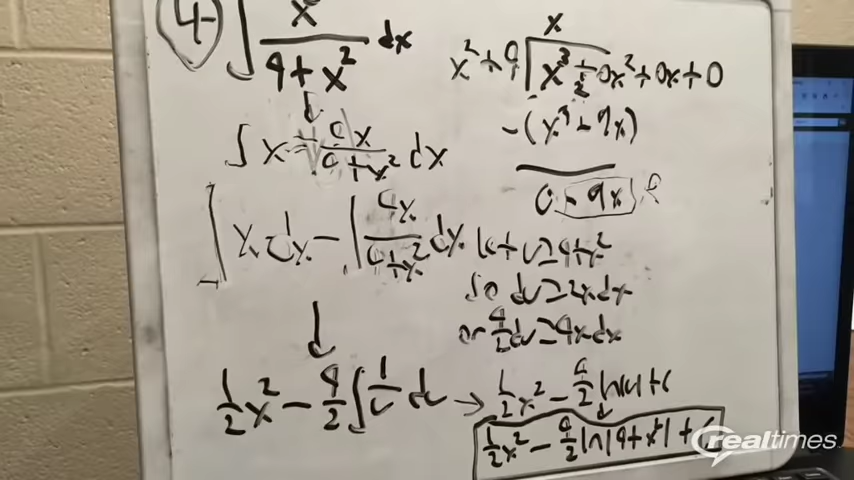 4- ∫ x³/(9+x²) dx
x
x²+9 | x³+0x²+0x+0
-(x³+9x)
0-9x R
∫ x - 9x/(9+x²) dx
∫ x dx - ∫ 9x/(9+x²) dx
let u=9+x²
so du=2x dx
or 9/2 du=9x dx
1/2 x² - 9/2 ∫ 1/u du → 1/2 x² - 9/2 ln|u|+c
1/2 x² - 9/2 ln|9+x²| + C
realtimes